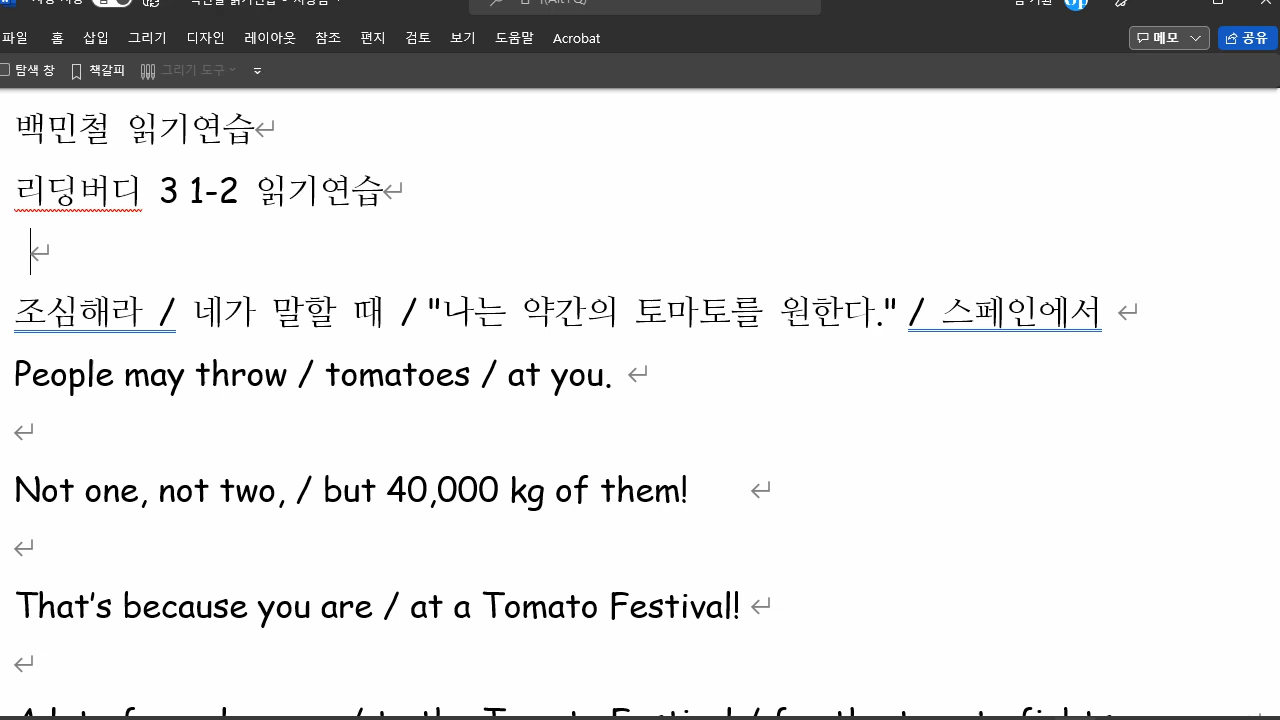 파일 홈 삽입 그리기 디자인 레이아웃 참조 편지 검토 보기 도움말 Acrobat 메모 공유
탐색 창 책갈피 그리기 도구
백민철 읽기연습
리딩버디 3 1-2 읽기연습
조심해라 / 네가 말할 때 / "나는 약간의 토마토를 원한다." / 스페인에서
People may throw / tomatoes / at you.
Not one, not two, / but 40,000 kg of them!
That's because you are / at a Tomato Festival!